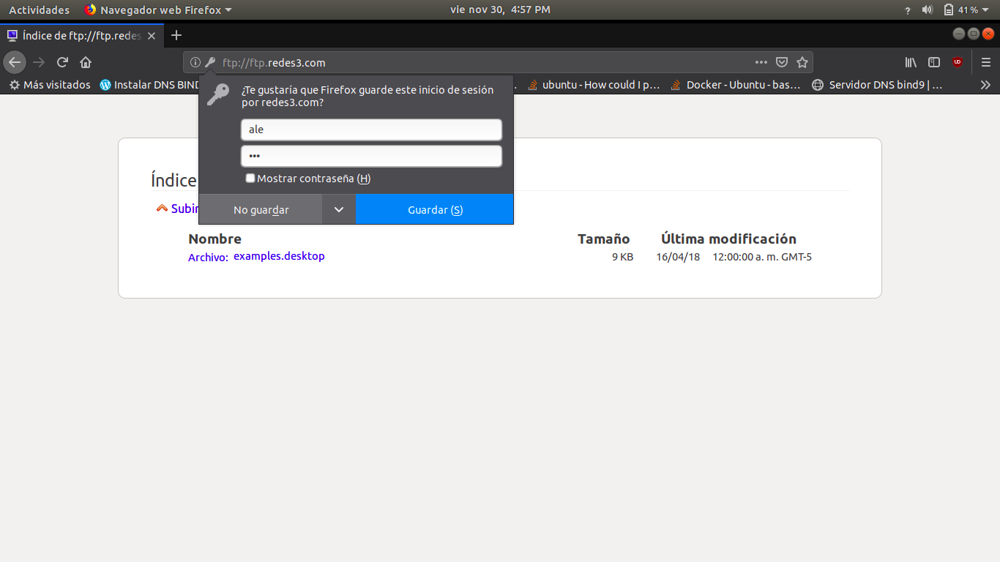 Actividades Navegador web Firefox vie nov 30, 4:57 PM ? 41%
Índice de ftp://ftp.redes
ftp://ftp.redes3.com
Más visitados Instalar DNS BIND ubuntu - How could I p… Docker - Ubuntu - bas… Servidor DNS bind9 | …
¿Te gustaría que Firefox guarde este inicio de sesión
por redes3.com?
ale
•••
Mostrar contraseña (H)
No guardar Guardar (S)
Índice
Subir
Nombre Tamaño Última modificación
Archivo: examples.desktop 9 KB 16/04/18 12:00:00 a. m. GMT-5